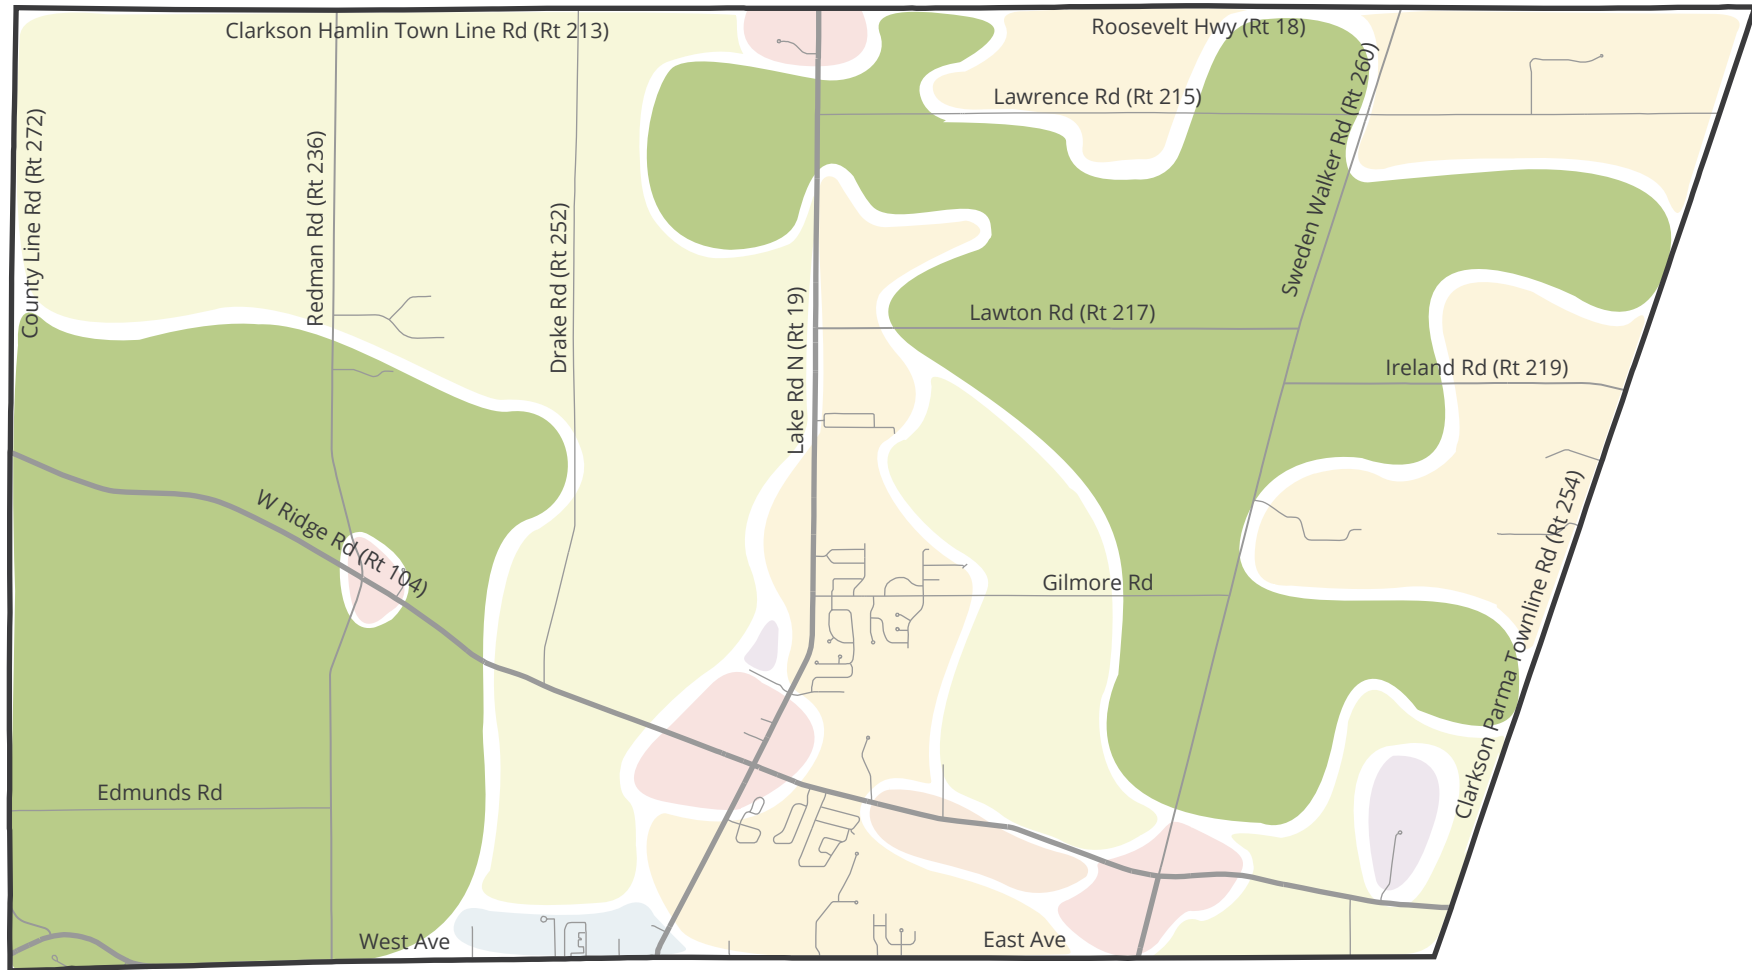 Clarkson Hamlin Town Line Rd (Rt 213)
Roosevelt Hwy (Rt 18)
Lawrence Rd (Rt 215)
County Line Rd (Rt 272)
Redman Rd (Rt 236)
Drake Rd (Rt 252)
Lake Rd N (Rt 19)
Sweden Walker Rd (Rt 260)
Lawton Rd (Rt 217)
Ireland Rd (Rt 219)
W Ridge Rd (Rt 104)
Gilmore Rd
Clarkson Parma Townline Rd (Rt 254)
Edmunds Rd
West Ave
East Ave